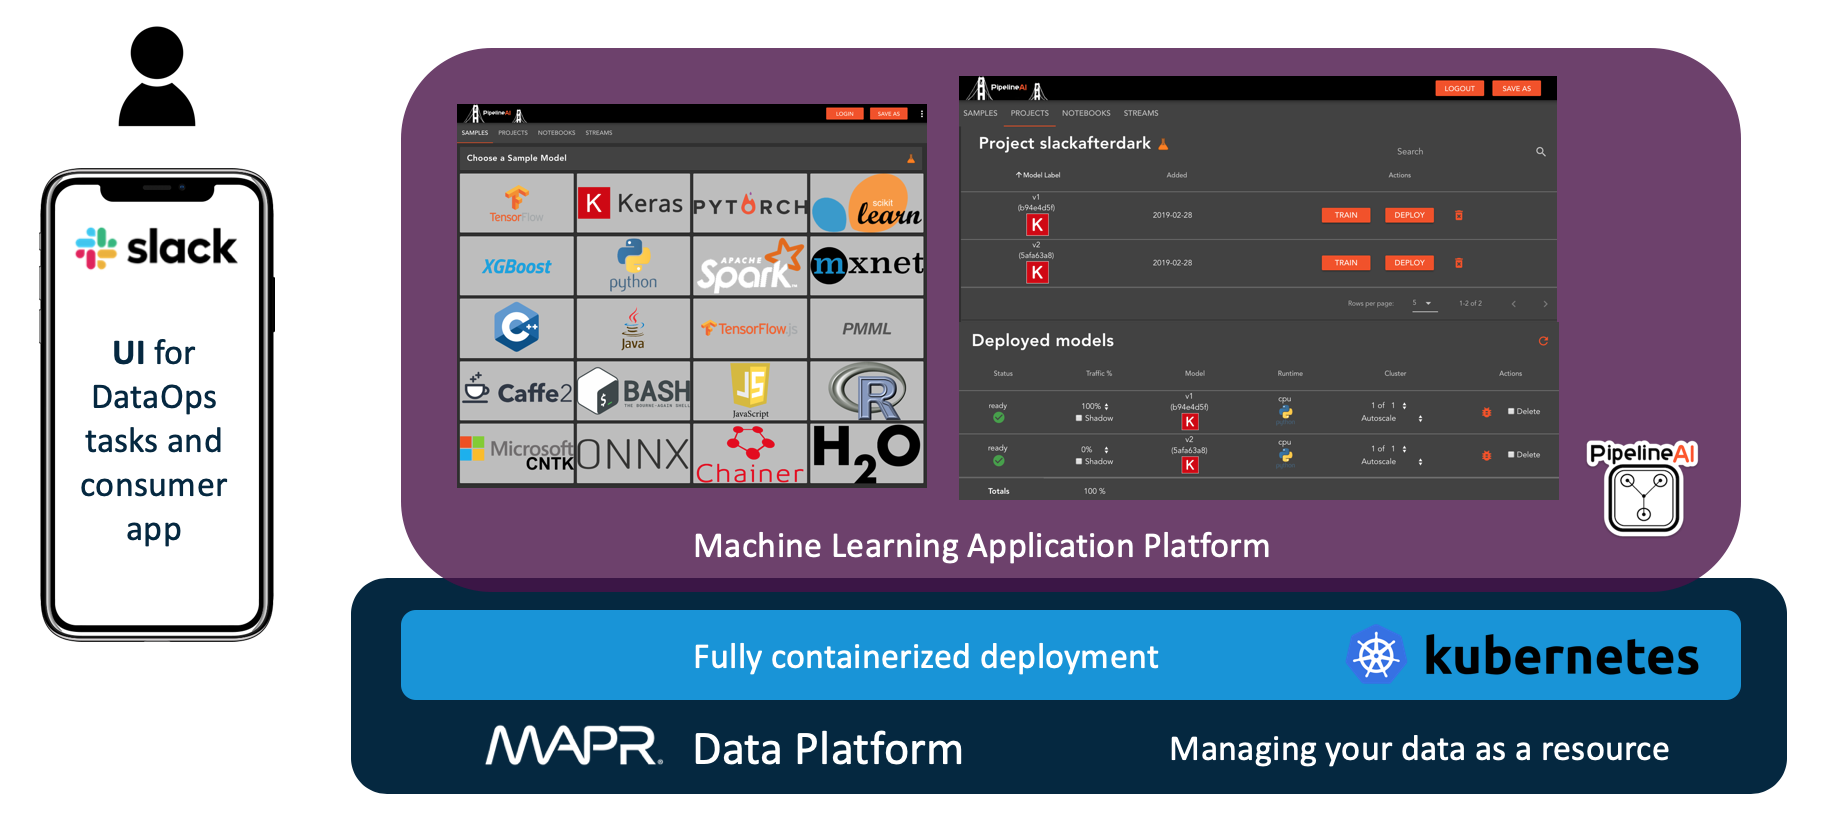 slack
UI for
DataOps
tasks and
consumer
app
PipelineAI
LOGIN
SAVE AS
SAMPLES
PROJECTS
NOTEBOOKS
STREAMS
Choose a Sample Model
TensorFlow
K Keras
PYTORCH
scikit
learn
XGBoost
python
APACHE
Spark
mxnet
C++
Java
TensorFlow.js
PMML
Caffe2
BASH
THE BOURNE-AGAIN SHELL
JS
JavaScript
R
Microsoft
CNTK
ONNX
Chainer
H2O
PipelineAI
LOGOUT
SAVE AS
SAMPLES
PROJECTS
NOTEBOOKS
STREAMS
Project slackafterdark
Search
Model Label
Added
Actions
v1
(b94e4d5f)
K
2019-02-28
TRAIN
DEPLOY
v2
(5afa63a8)
K
2019-02-28
TRAIN
DEPLOY
Rows per page:
5
1-2 of 2
Deployed models
Status
Traffic %
Model
Runtime
Cluster
Actions
ready
100%
Shadow
v1
(b94e4d5f)
K
cpu
python
1 of 1
Autoscale
Delete
ready
0%
Shadow
v2
(5afa63a8)
K
cpu
python
1 of 1
Autoscale
Delete
Totals
100 %
PipelineAI
Machine Learning Application Platform
Fully containerized deployment
kubernetes
MAPR®
Data Platform
Managing your data as a resource